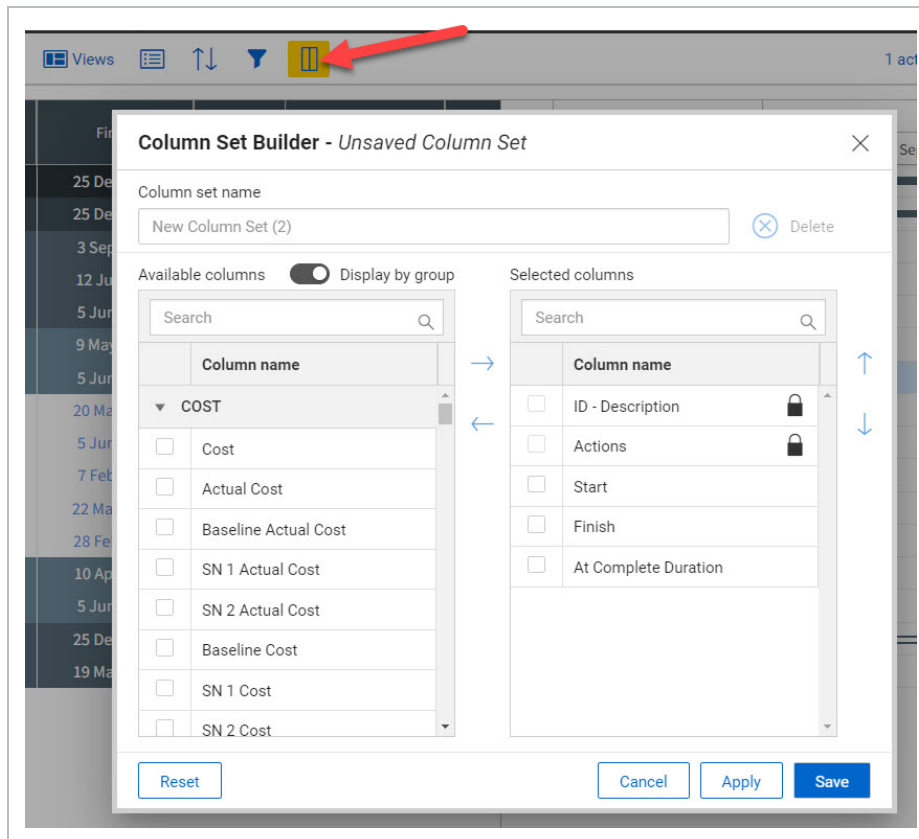 Views
1 act
Fin
Se
25 De
25 De
3 Sep
12 Ju
5 Jun
9 May
5 Jun
20 Ma
5 Jun
7 Feb
22 Ma
28 Fe
10 Ap
5 Jun
25 De
19 Ma
Column Set Builder - Unsaved Column Set
Column set name
New Column Set (2)
Delete
Available columns
Display by group
Search
Column name
COST
Cost
Actual Cost
Baseline Actual Cost
SN 1 Actual Cost
SN 2 Actual Cost
Baseline Cost
SN 1 Cost
SN 2 Cost
Selected columns
Search
Column name
ID - Description
Actions
Start
Finish
At Complete Duration
Reset
Cancel
Apply
Save